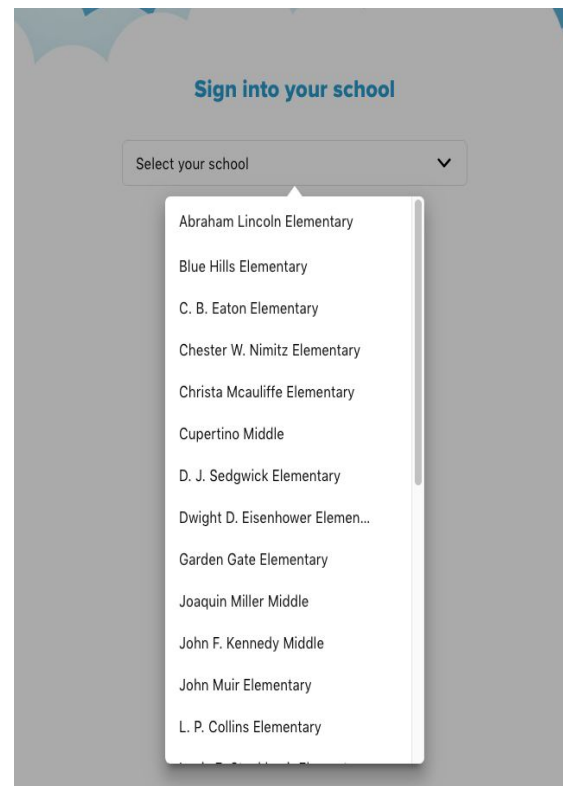 Sign into your school
Select your school
Abraham Lincoln Elementary
Blue Hills Elementary
C. B. Eaton Elementary
Chester W. Nimitz Elementary
Christa Mcauliffe Elementary
Cupertino Middle
D. J. Sedgwick Elementary
Dwight D. Eisenhower Elemen...
Garden Gate Elementary
Joaquin Miller Middle
John F. Kennedy Middle
John Muir Elementary
L. P. Collins Elementary